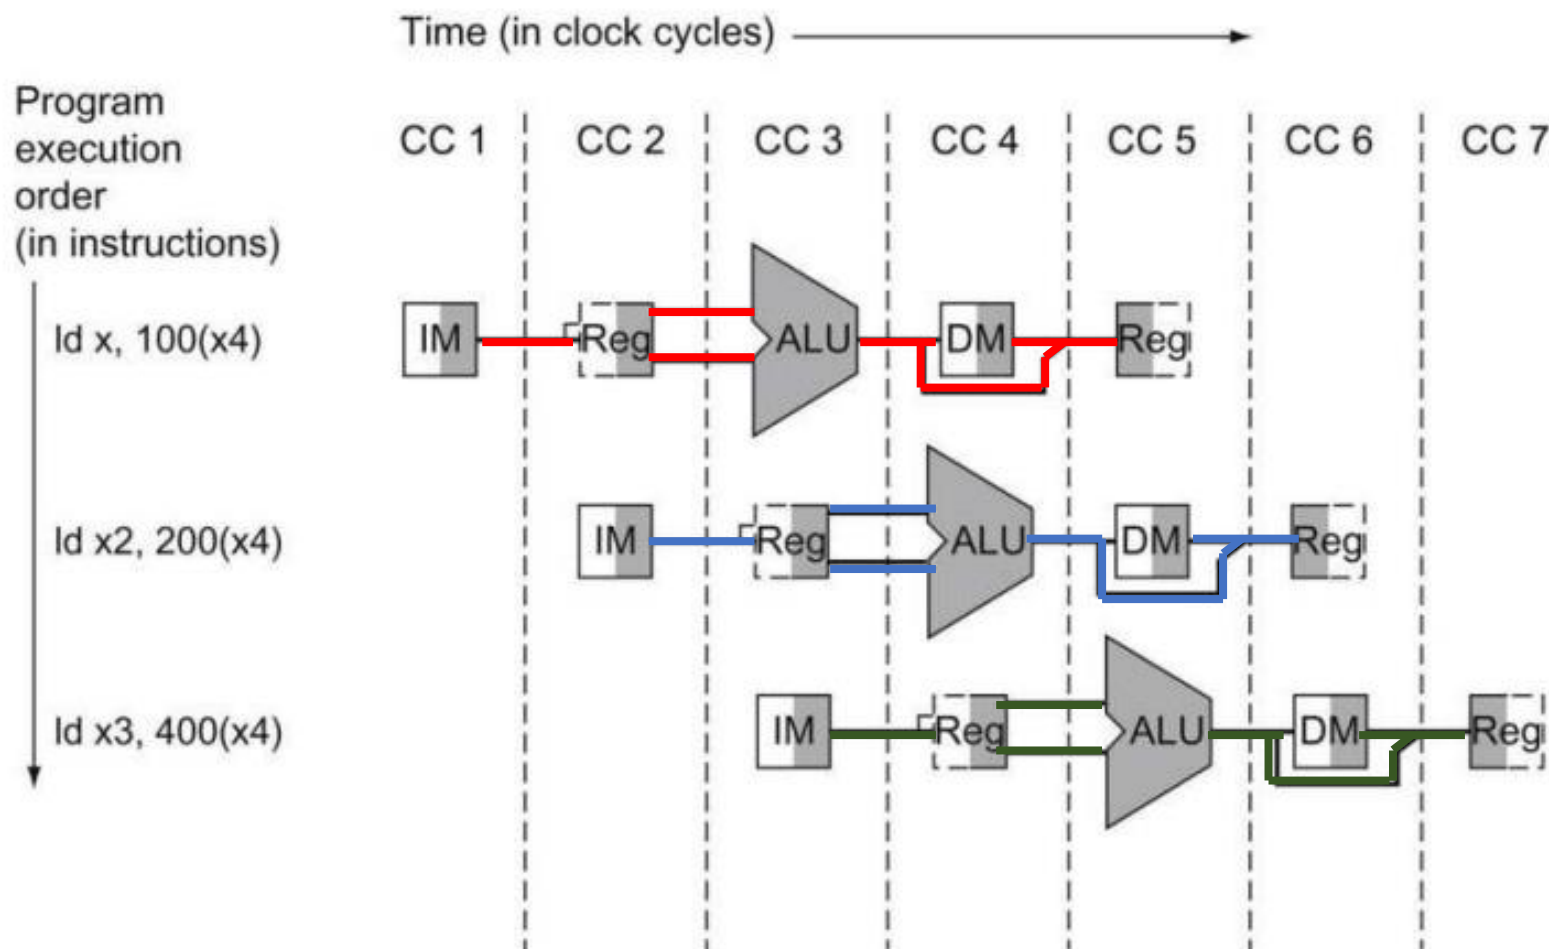 Time (in clock cycles)
Program
execution
order
(in instructions)
CC 1 CC 2 CC 3 CC 4 CC 5 CC 6 CC 7
ld x, 100(x4) IM Reg ALU DM Reg
ld x2, 200(x4) IM Reg ALU DM Reg
ld x3, 400(x4) IM Reg ALU DM Reg